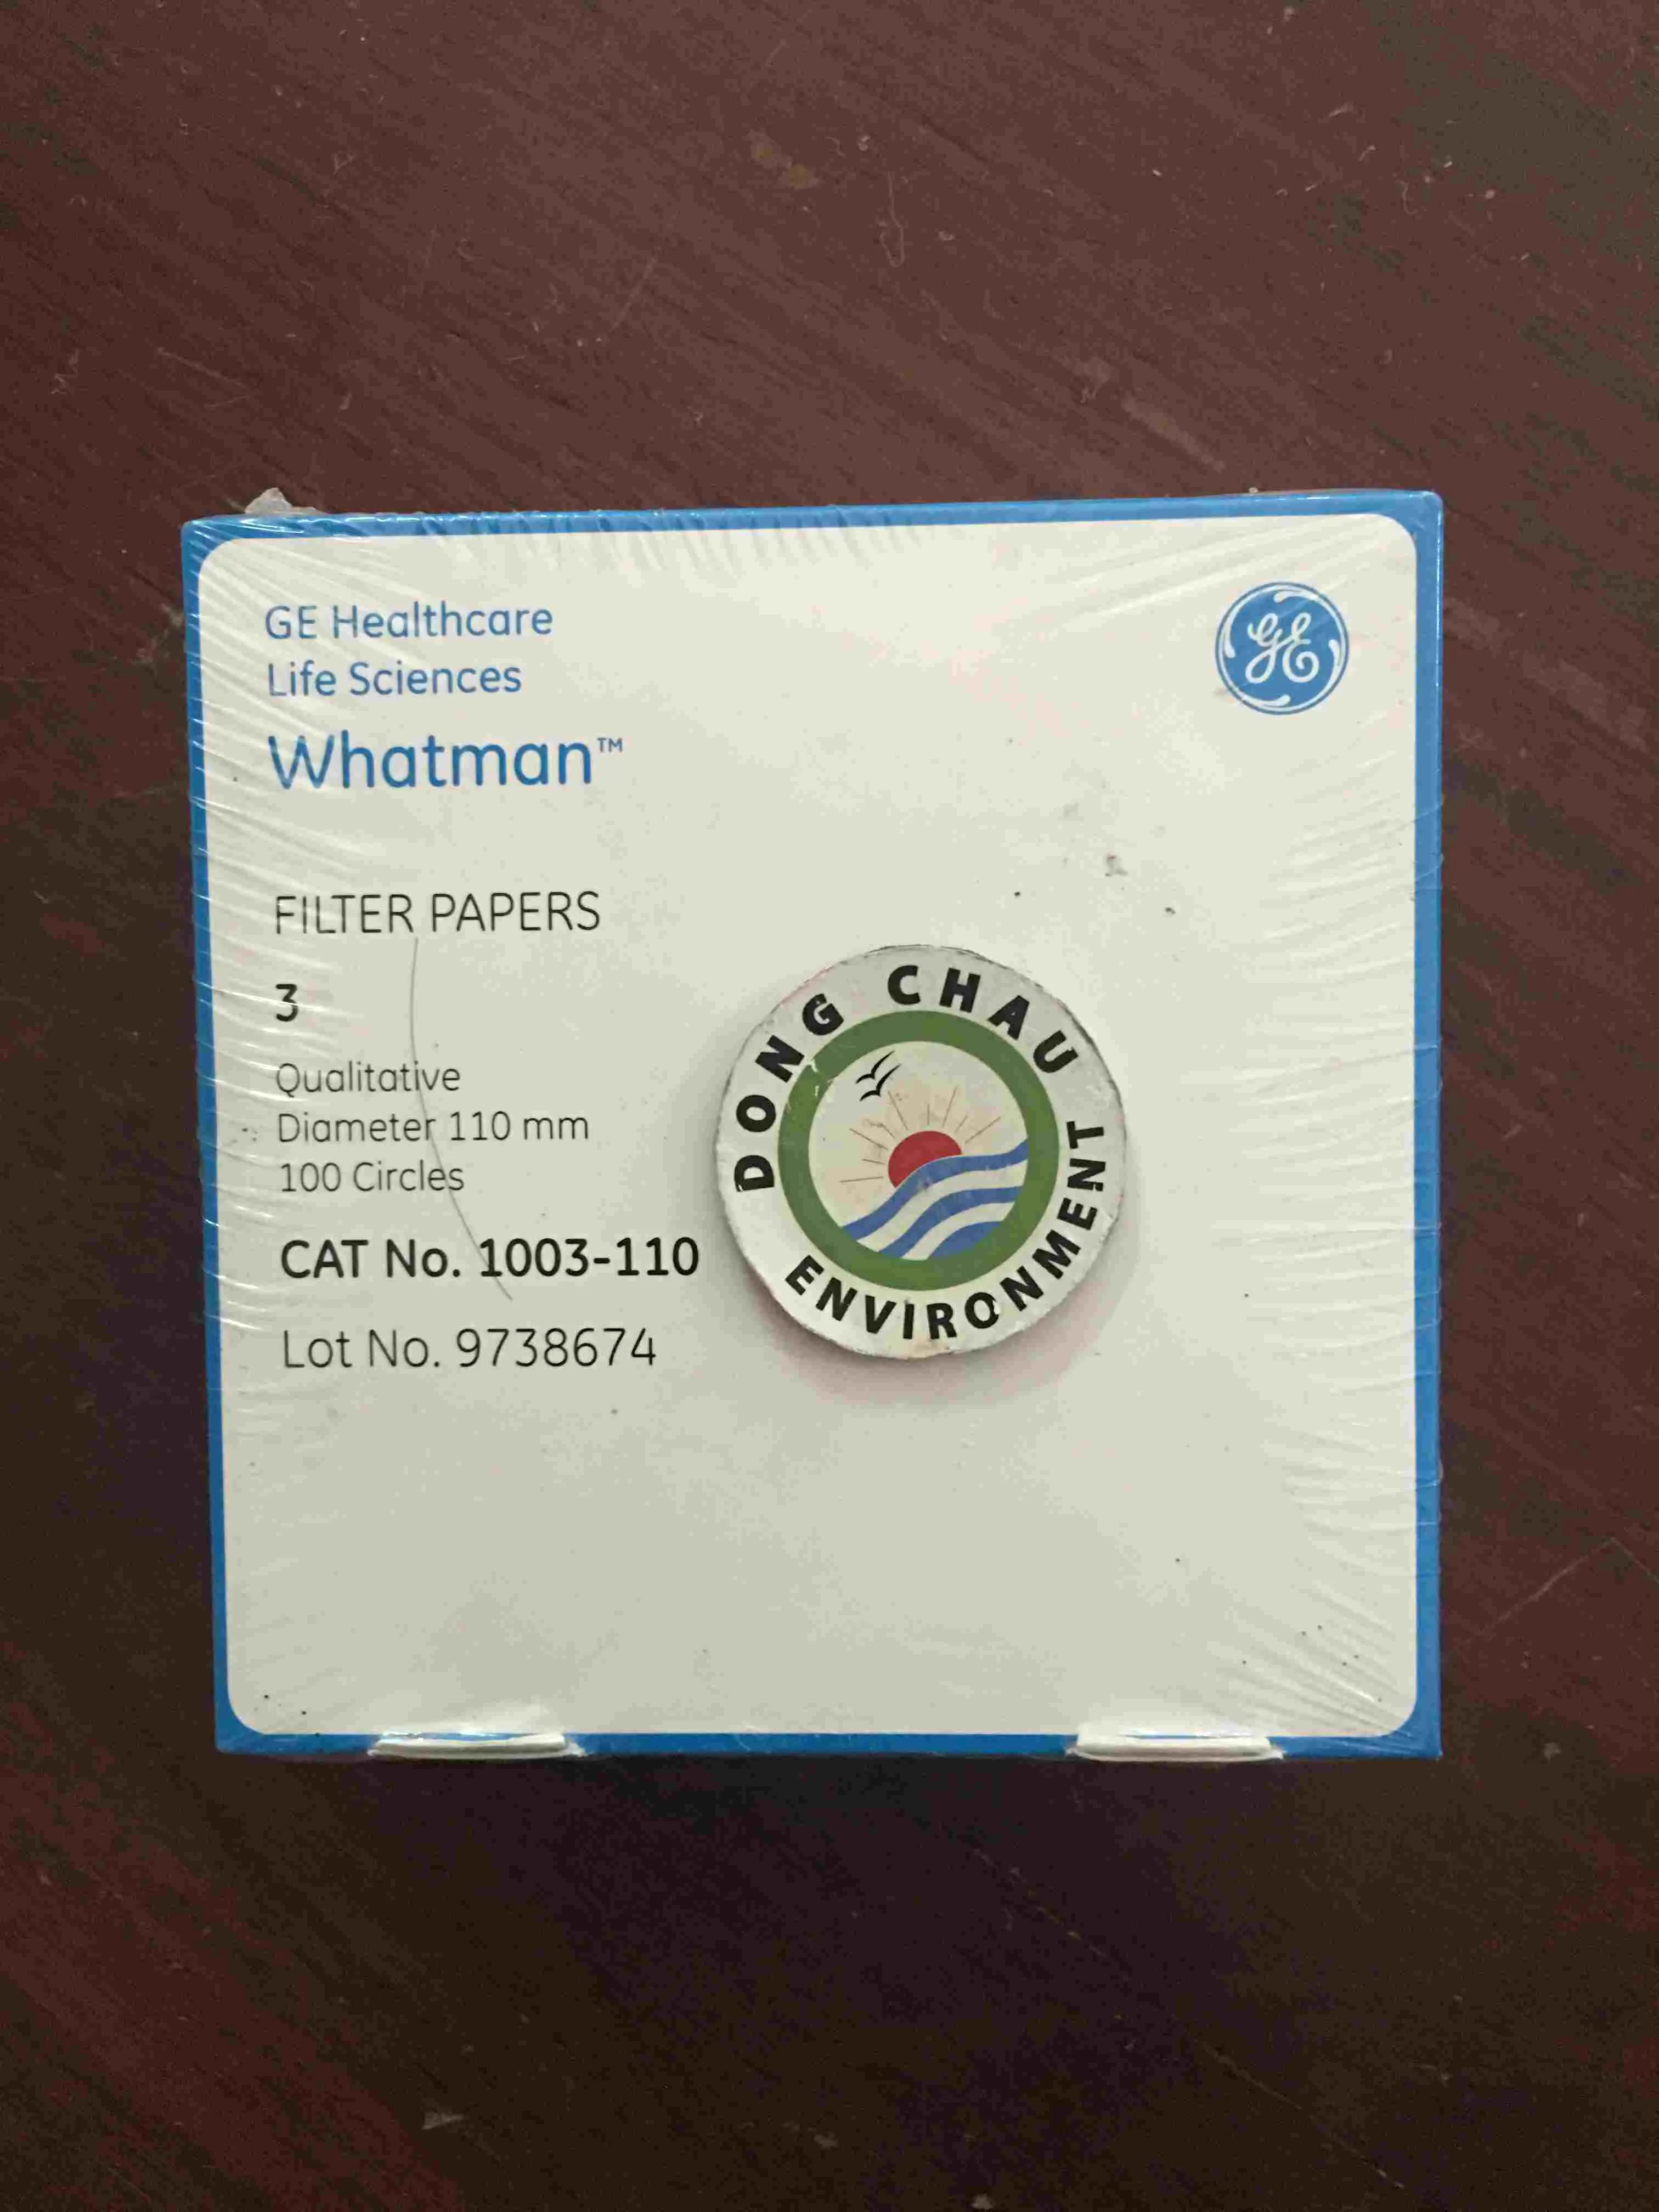 GE Healthcare
Life Sciences
Whatman™
GE
FILTER PAPERS
3
Qualitative
Diameter 110 mm
100 Circles
CAT No. 1003-110
Lot No. 9738674
DONG CHAU
ENVIRONMENT